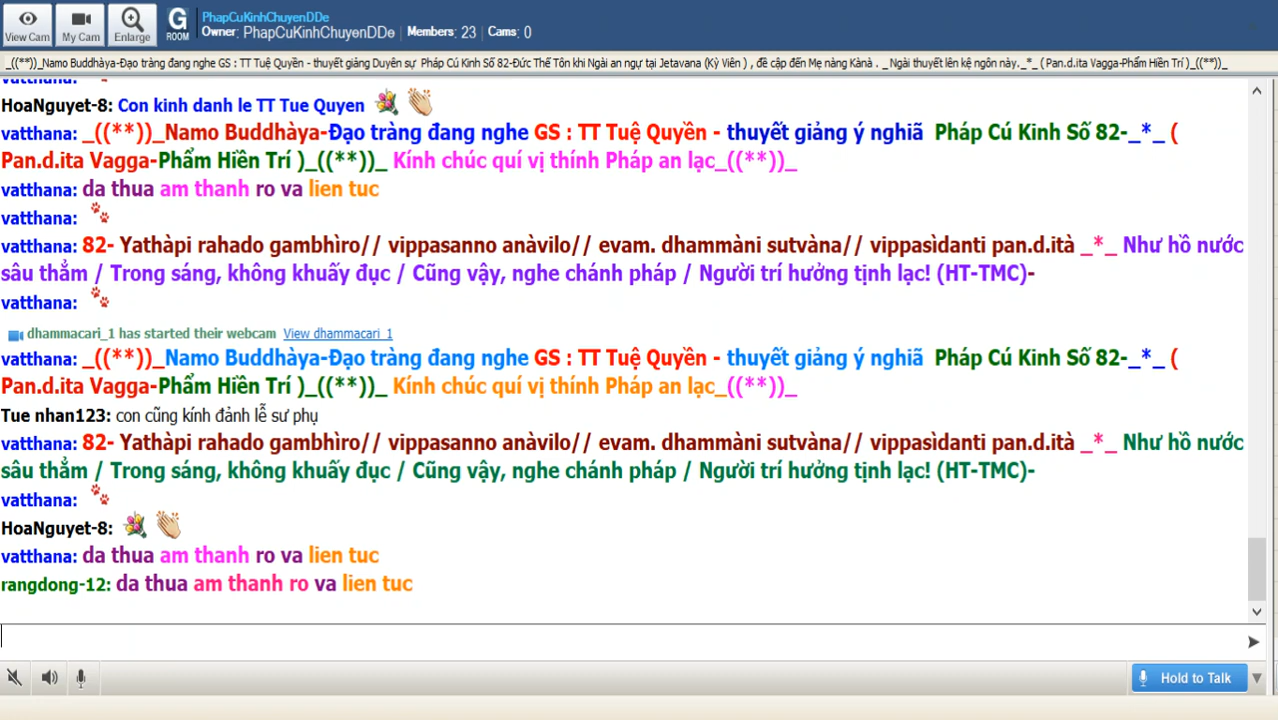 View Cam
My Cam
Enlarge
G
ROOM
PhapCuKinhChuyenDDe
Owner: PhapCuKinhChuyenDDe Members: 23 Cams: 0
_((**))_Namo Buddhàya-Đạo tràng đang nghe GS : TT Tuệ Quyền - thuyết giảng Duyên sự Pháp Cú Kinh Số 82-Đức Thế Tôn khi Ngài an ngự tại Jetavana (Kỳ Viên ) , đề cập đến Mẹ nàng Kànà . _ Ngài thuyết lên kệ ngôn này._*_ ( Pan.d.ita Vagga-Phẩm Hiền Trí )_((**))_
vatthana:
HoaNguyet-8: Con kinh danh le TT Tue Quyen
vatthana: _((**))_Namo Buddhàya-Đạo tràng đang nghe GS : TT Tuệ Quyền - thuyết giảng ý nghiã Pháp Cú Kinh Số 82-_*_ (
Pan.d.ita Vagga-Phẩm Hiền Trí )_((**))_ Kính chúc quí vị thính Pháp an lạc_((**))_
vatthana: da thua am thanh ro va lien tuc
vatthana:
vatthana: 82- Yathàpi rahado gambhìro// vippasanno anàvilo// evam. dhammàni sutvàna// vippasìdanti pan.d.ità _*_ Như hồ nước
sâu thẳm / Trong sáng, không khuấy đục / Cũng vậy, nghe chánh pháp / Người trí hưởng tịnh lạc! (HT-TMC)-
vatthana:
dhammacari_1 has started their webcam View dhammacari_1
vatthana: _((**))_Namo Buddhàya-Đạo tràng đang nghe GS : TT Tuệ Quyền - thuyết giảng ý nghiã Pháp Cú Kinh Số 82-_*_ (
Pan.d.ita Vagga-Phẩm Hiền Trí )_((**))_ Kính chúc quí vị thính Pháp an lạc_((**))_
Tue nhan123: con cũng kính đảnh lễ sư phụ
vatthana: 82- Yathàpi rahado gambhìro// vippasanno anàvilo// evam. dhammàni sutvàna// vippasìdanti pan.d.ità _*_ Như hồ nước
sâu thẳm / Trong sáng, không khuấy đục / Cũng vậy, nghe chánh pháp / Người trí hưởng tịnh lạc! (HT-TMC)-
vatthana:
HoaNguyet-8:
vatthana: da thua am thanh ro va lien tuc
rangdong-12: da thua am thanh ro va lien tuc
Hold to Talk